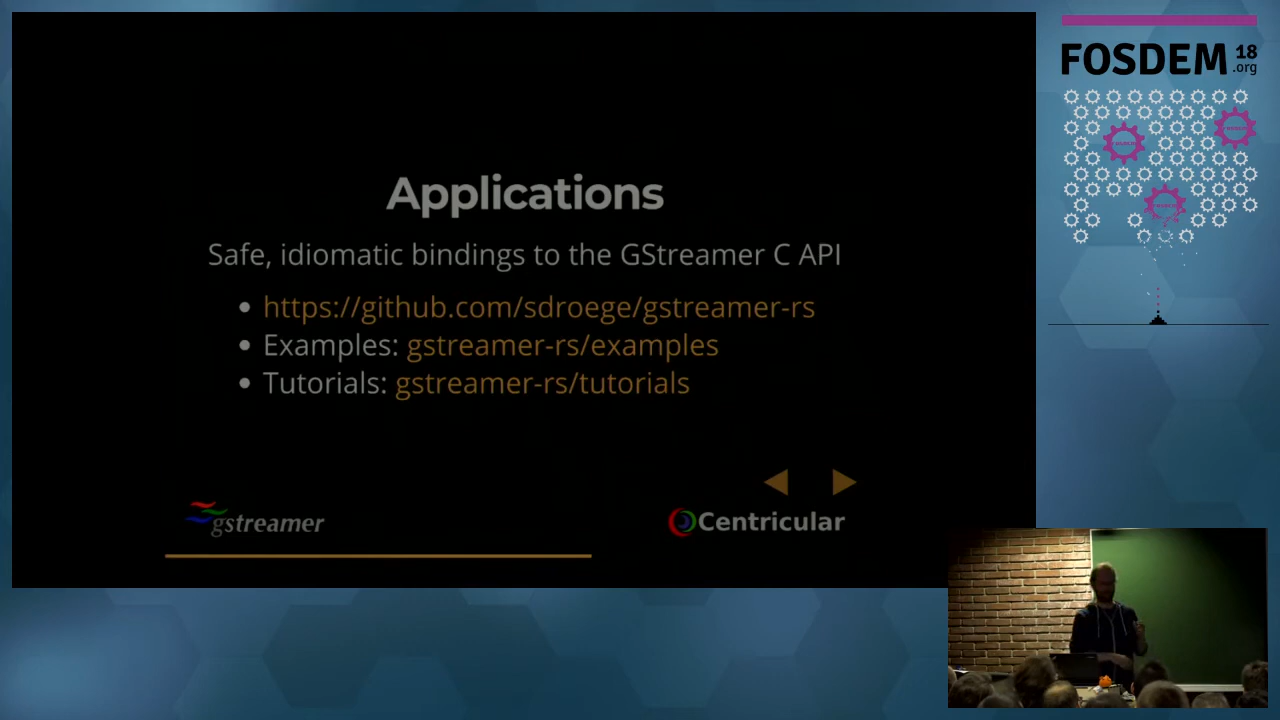 Applications
Safe, idiomatic bindings to the GStreamer C API
https://github.com/sdroege/gstreamer-rs
Examples: gstreamer-rs/examples
Tutorials: gstreamer-rs/tutorials
gstreamer
Centricular
FOSDEM 18
.org